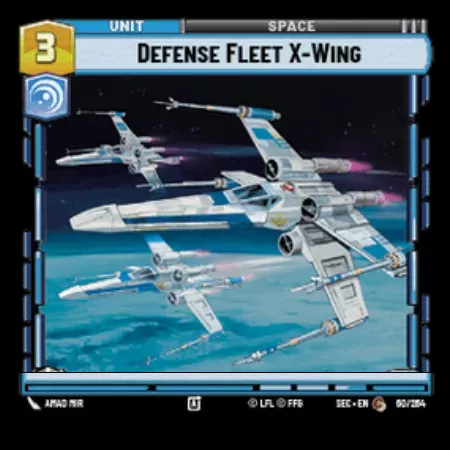 UNIT
SPACE
3
DEFENSE FLEET X-WING
AMAD MIR
A
© LFL © FFG
SEC • EN
60/264